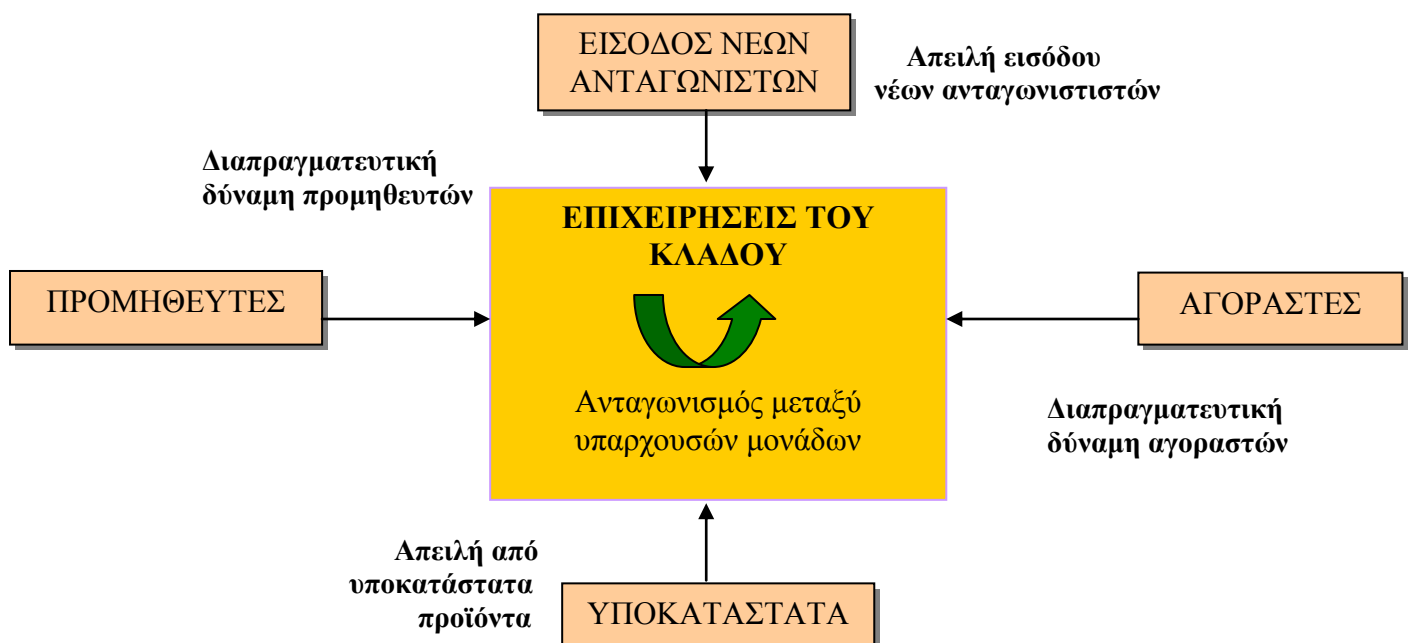 ΕΙΣΟΔΟΣ ΝΕΩΝ
ΑΝΤΑΓΩΝΙΣΤΩΝ
Απειλή εισόδου
νέων ανταγωνιστιστών
Διαπραγματευτική
δύναμη προμηθευτών
ΕΠΙΧΕΙΡΗΣΕΙΣ ΤΟΥ
ΚΛΑΔΟΥ
ΠΡΟΜΗΘΕΥΤΕΣ
ΑΓΟΡΑΣΤΕΣ
Ανταγωνισμός μεταξύ
υπαρχουσών μονάδων
Διαπραγματευτική
δύναμη αγοραστών
Απειλή από
υποκατάστατα
προϊόντα
ΥΠΟΚΑΤΑΣΤΑΤΑ